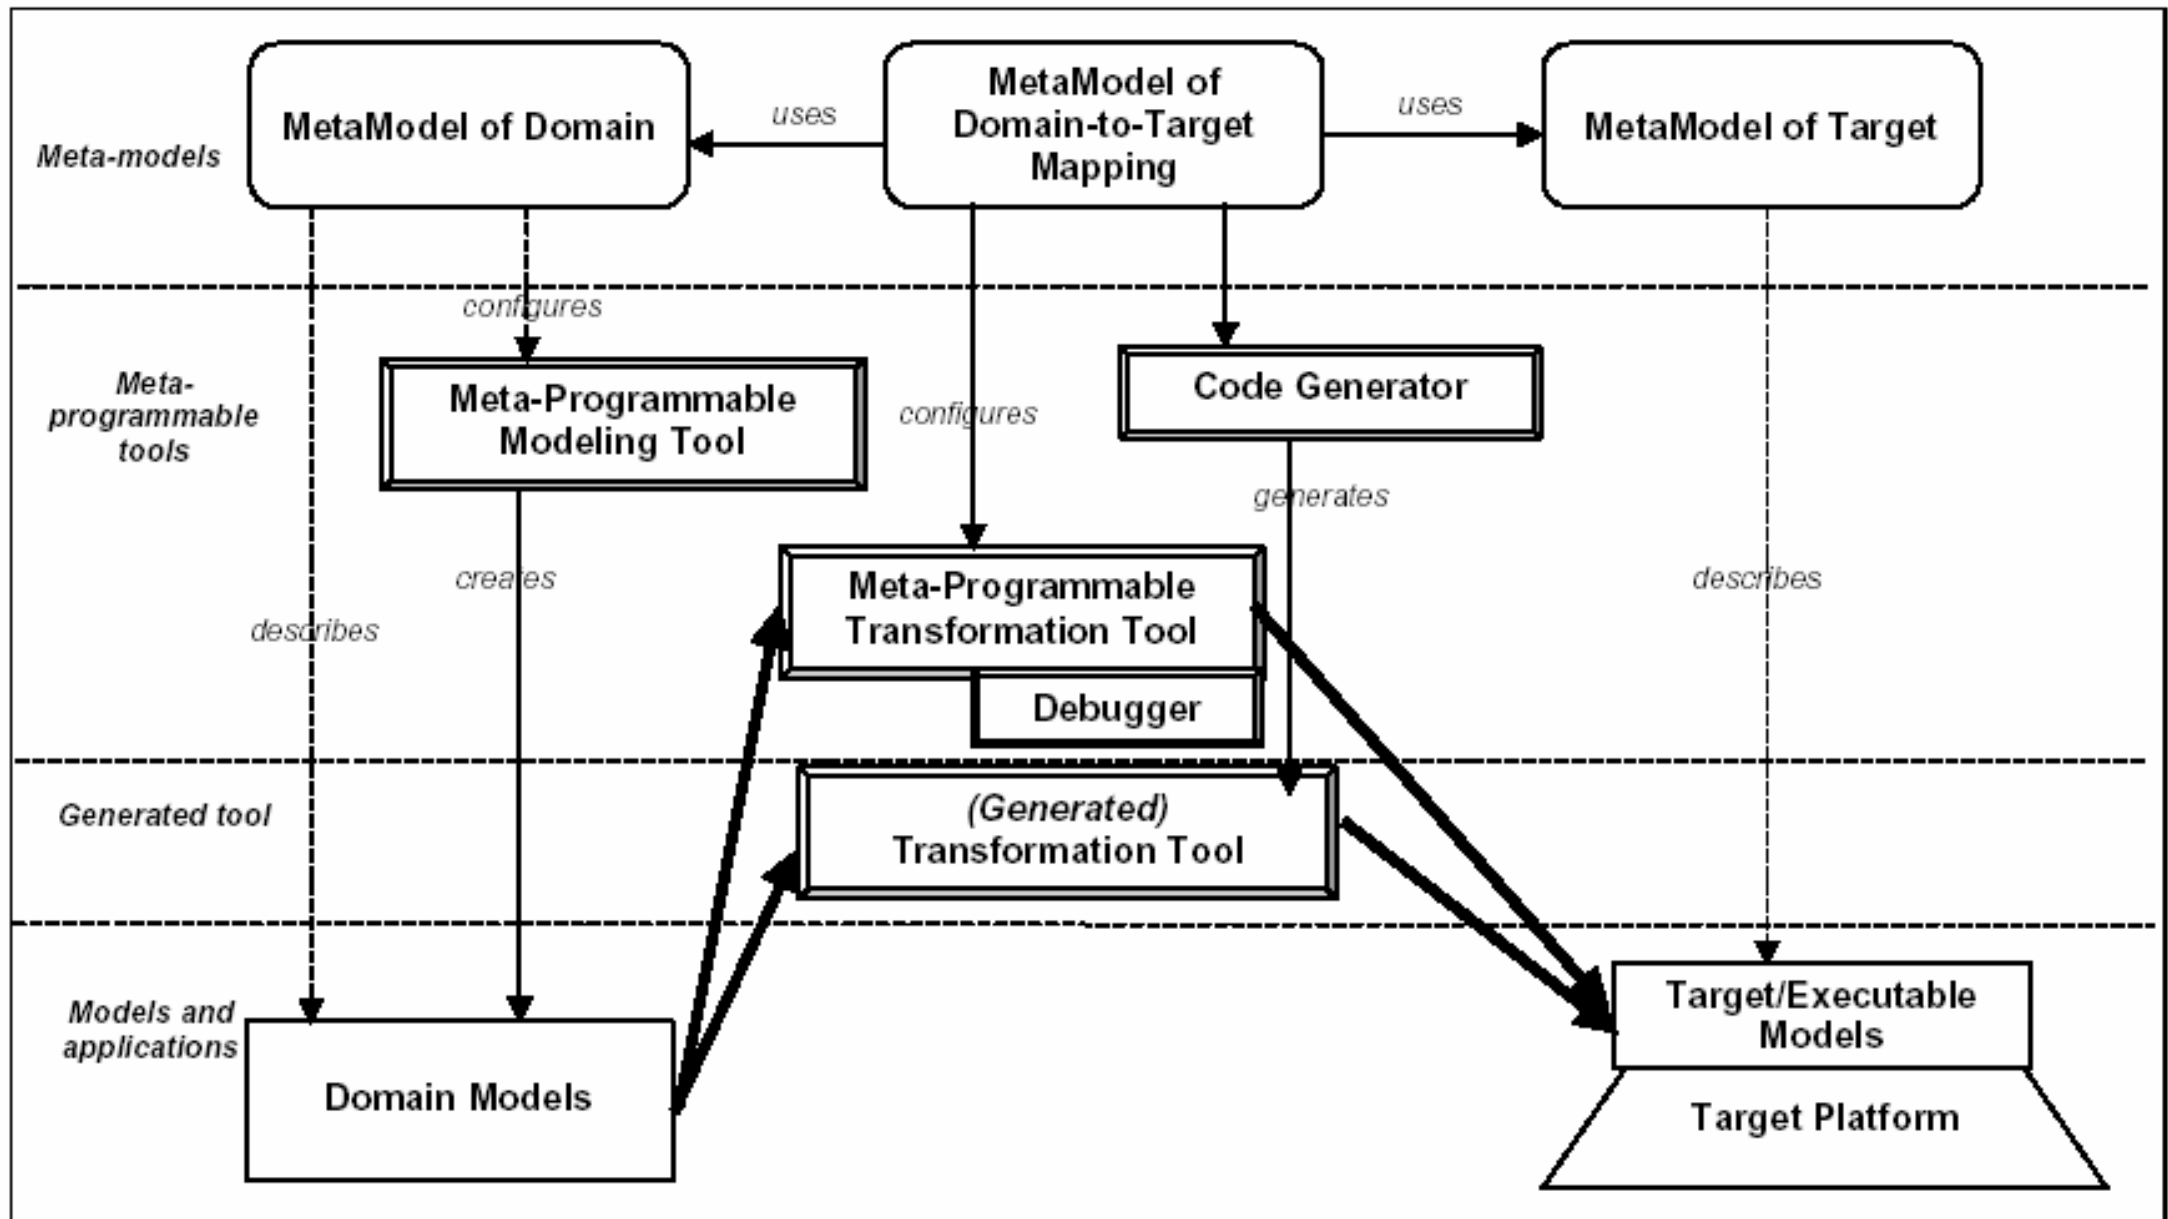 MetaModel of Domain
uses
MetaModel of
Domain-to-Target
Mapping
uses
MetaModel of Target
Meta-models
configures
Meta-
programmable
tools
Meta-Programmable
Modeling Tool
configures
Code Generator
generates
creates
describes
Meta-Programmable
Transformation Tool
describes
Debugger
Generated tool
(Generated)
Transformation Tool
Models and
applications
Domain Models
Target/Executable
Models
Target Platform